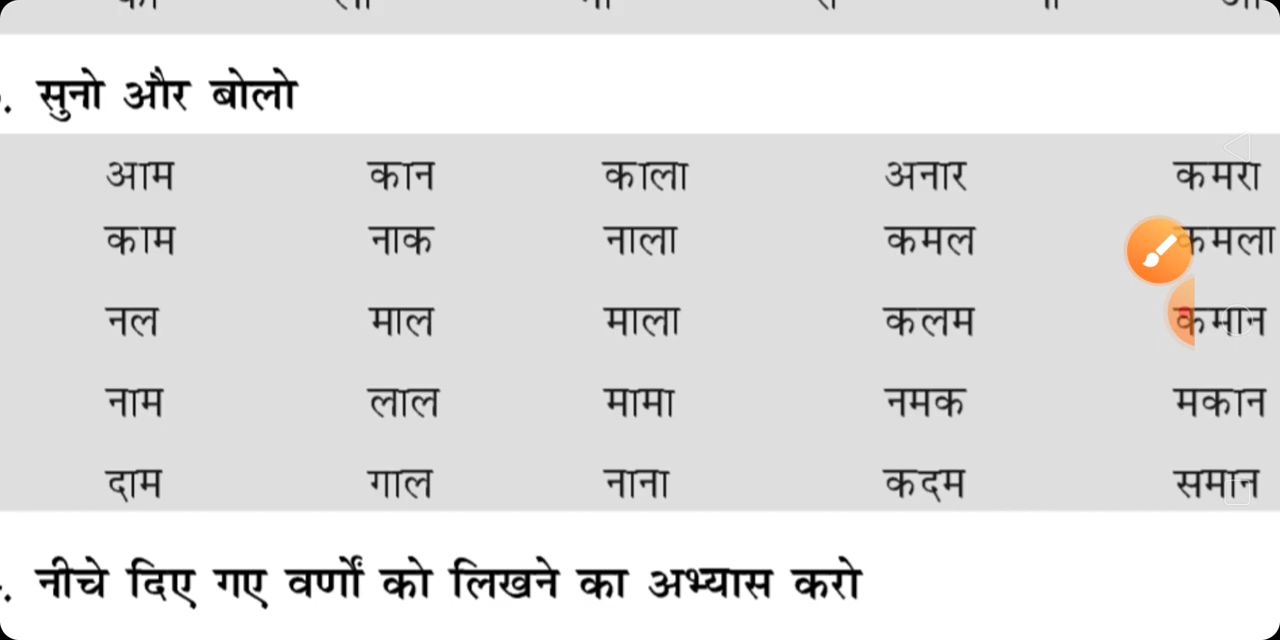 सुनो और बोलो
आम कान काला अनार कमरा
काम नाक नाला कमल कमला
नल माल माला कलम कमान
नाम लाल मामा नमक मकान
दाम गाल नाना कदम समान
नीचे दिए गए वर्णों को लिखने का अभ्यास करो